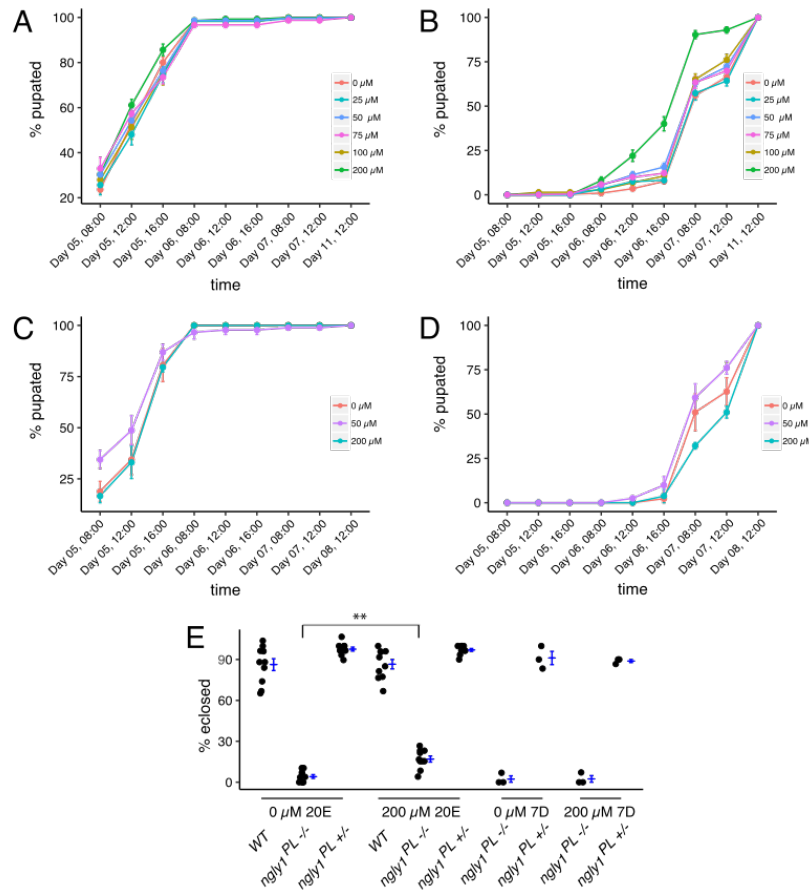 A
% pupated
100
80
60
40
20
0 µM
25 µM
50 µM
75 µM
100 µM
200 µM
Day 05, 08:00
Day 05, 12:00
Day 05, 16:00
Day 06, 08:00
Day 06, 12:00
Day 06, 16:00
Day 07, 08:00
Day 07, 12:00
Day 11, 12:00
time
B
% pupated
100
75
50
25
0
0 µM
25 µM
50 µM
75 µM
100 µM
200 µM
Day 05, 08:00
Day 05, 12:00
Day 05, 16:00
Day 06, 08:00
Day 06, 12:00
Day 06, 16:00
Day 07, 08:00
Day 07, 12:00
Day 11, 12:00
time
C
% pupated
100
75
50
25
0 µM
50 µM
200 µM
Day 05, 08:00
Day 05, 12:00
Day 05, 16:00
Day 06, 08:00
Day 06, 12:00
Day 06, 16:00
Day 07, 08:00
Day 07, 12:00
Day 08, 12:00
time
D
% pupated
100
75
50
25
0
0 µM
50 µM
200 µM
Day 05, 08:00
Day 05, 12:00
Day 05, 16:00
Day 06, 08:00
Day 06, 12:00
Day 06, 16:00
Day 07, 08:00
Day 07, 12:00
Day 08, 12:00
time
E
**
% eclosed
90
60
30
0
0 µM 20E
200 µM 20E
0 µM 7D
200 µM 7D
WT
ngly1 PL -/-
ngly1 PL +/-
WT
ngly1 PL -/-
ngly1 PL +/-
ngly1 PL -/-
ngly1 PL +/-
ngly1 PL -/-
ngly1 PL +/-